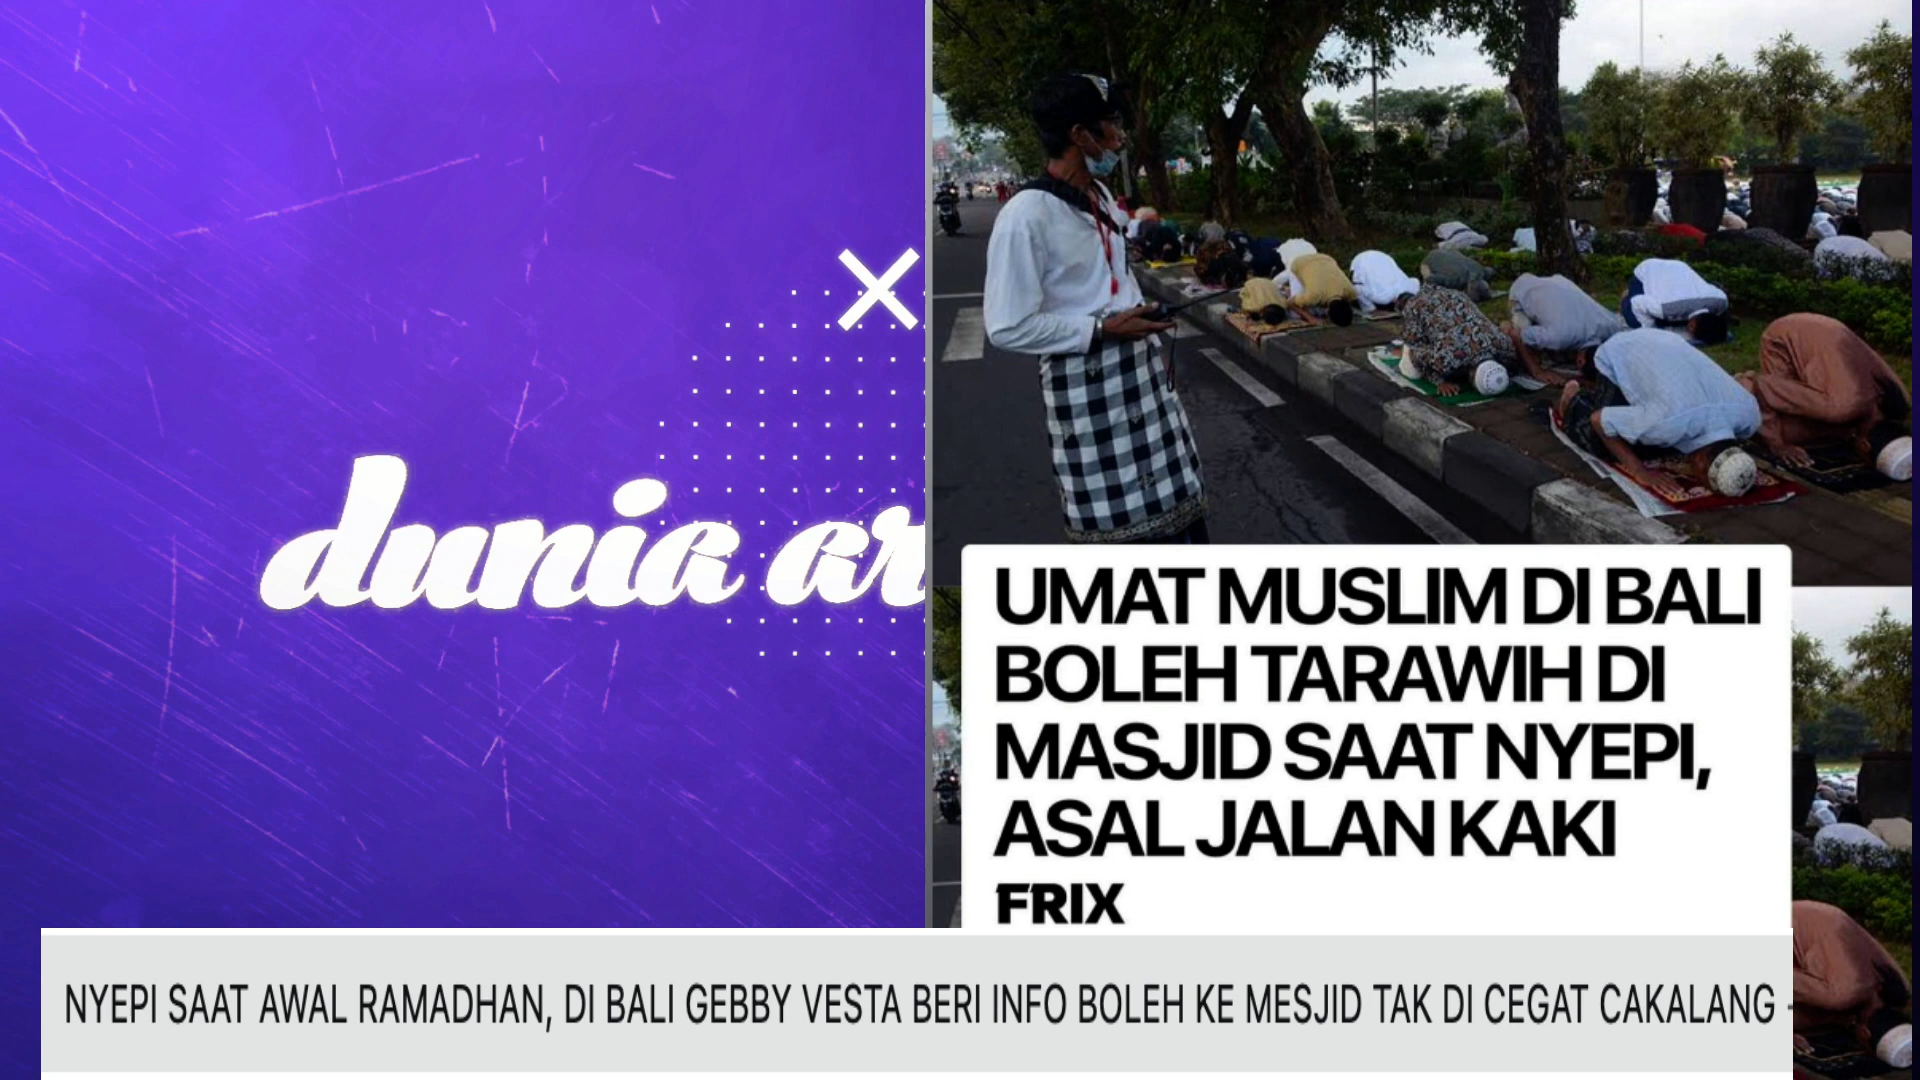 dunia ar
UMAT MUSLIM DI BALI
BOLEH TARAWIH DI
MASJID SAAT NYEPI,
ASAL JALAN KAKI
FRIX
NYEPI SAAT AWAL RAMADHAN, DI BALI GEBBY VESTA BERI INFO BOLEH KE MESJID TAK DI CEGAT CAKALANG -